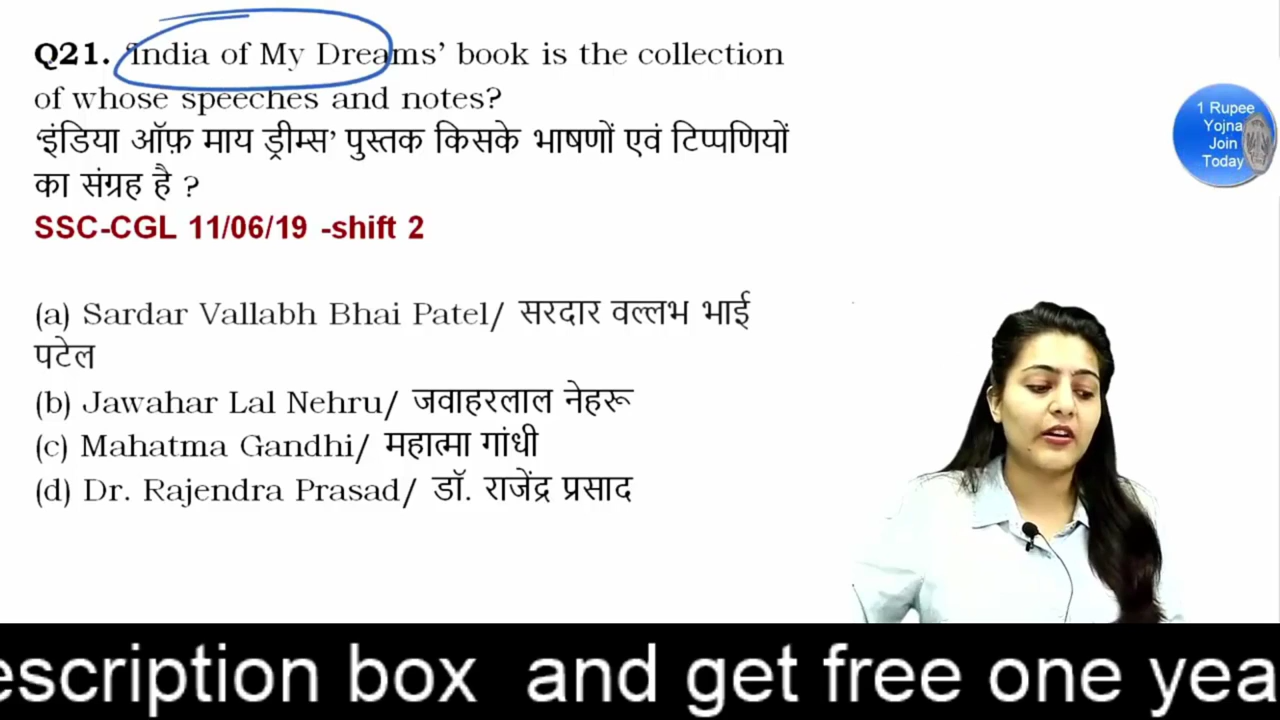 Q21. 'India of My Dreams' book is the collection
of whose speeches and notes?
'इंडिया ऑफ़ माय ड्रीम्स' पुस्तक किसके भाषणों एवं टिप्पणियों
का संग्रह है ?
SSC-CGL 11/06/19 -shift 2
(a) Sardar Vallabh Bhai Patel/ सरदार वल्लभ भाई
पटेल
(b) Jawahar Lal Nehru/ जवाहरलाल नेहरू
(c) Mahatma Gandhi/ महात्मा गांधी
(d) Dr. Rajendra Prasad/ डॉ. राजेंद्र प्रसाद
1 Rupee
Yojna
Join
Today
escription box and get free one yea